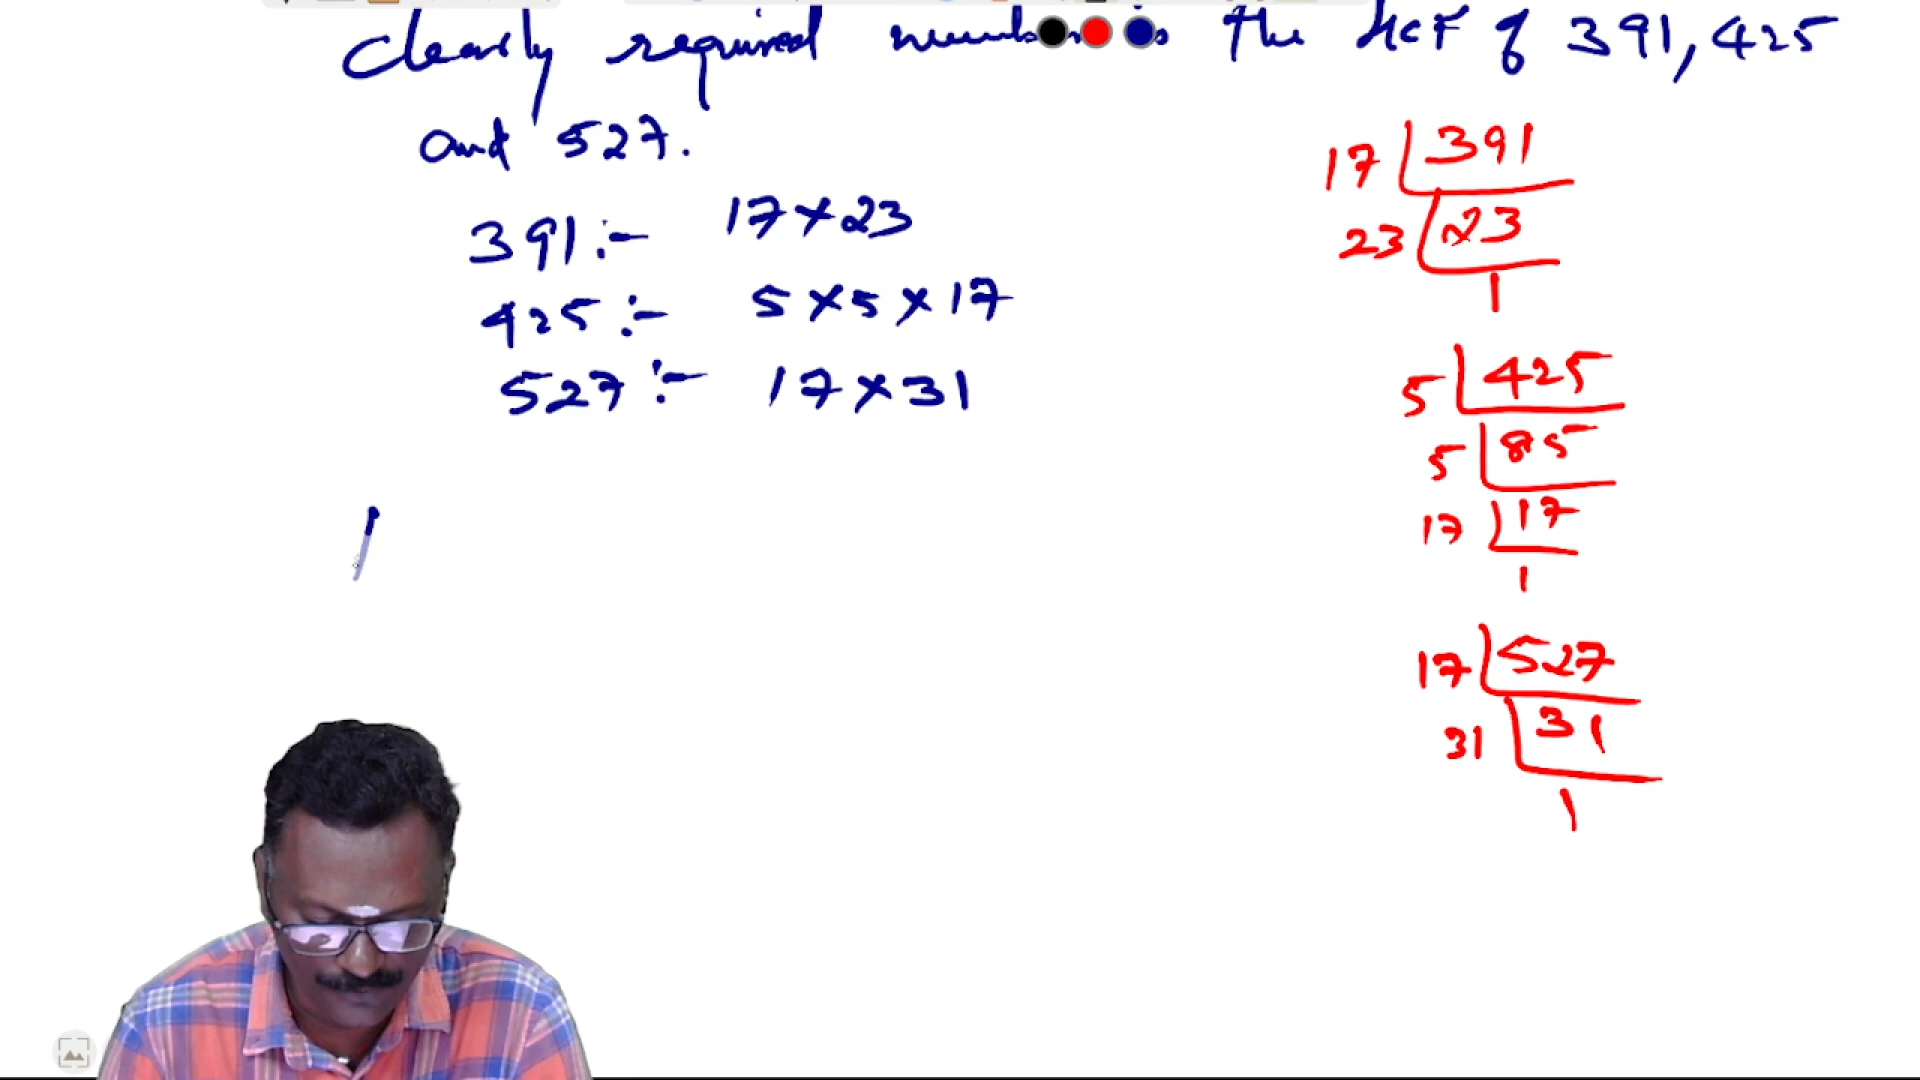 Clearly required number is the HCF of 391, 425
and 527.
391 :- 17 × 23
425 :- 5 × 5 × 17
527 :- 17 × 31
17 | 391
23 | 23
1
5 | 425
5 | 85
17 | 17
1
17 | 527
31 | 31
1